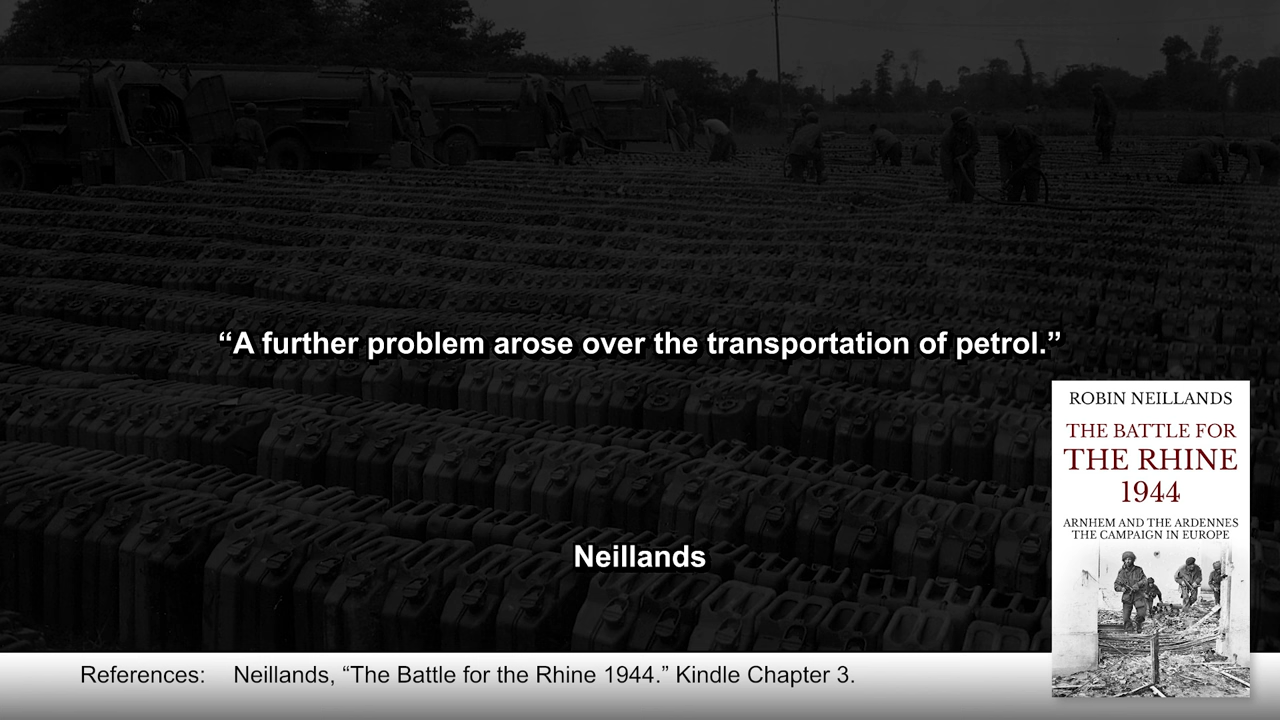 “A further problem arose over the transportation of petrol.”
ROBIN NEILLANDS
THE BATTLE FOR
THE RHINE
1944
ARNHEM AND THE ARDENNES
THE CAMPAIGN IN EUROPE
Neillands
References: Neillands, “The Battle for the Rhine 1944.” Kindle Chapter 3.